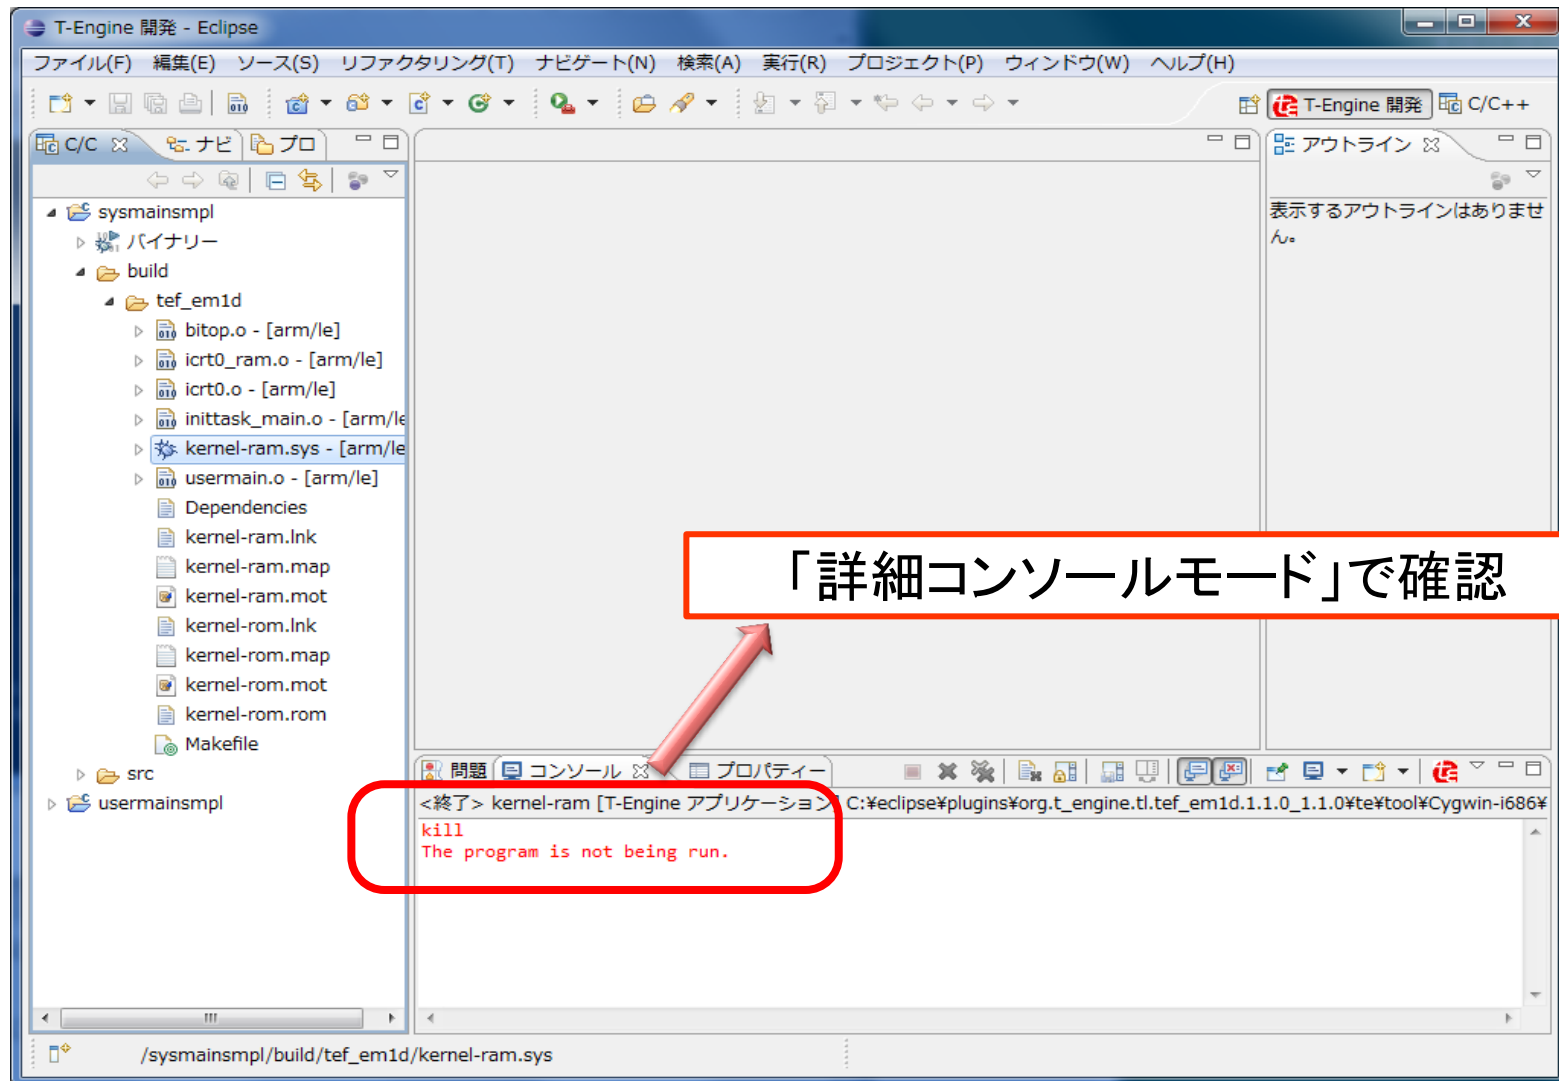 T-Engine 開発 - Eclipse
ファイル(F) 編集(E) ソース(S) リファクタリング(T) ナビゲート(N) 検索(A) 実行(R) プロジェクト(P) ウィンドウ(W) ヘルプ(H)
T-Engine 開発 C/C++
C/C ナビ プロ
アウトライン
表示するアウトラインはありませ
ん。
sysmainsmpl
バイナリー
build
tef_em1d
bitop.o - [arm/le]
icrt0_ram.o - [arm/le]
icrt0.o - [arm/le]
inittask_main.o - [arm/le
kernel-ram.sys - [arm/le
usermain.o - [arm/le]
Dependencies
kernel-ram.lnk
kernel-ram.map
kernel-ram.mot
kernel-rom.lnk
kernel-rom.map
kernel-rom.mot
kernel-rom.rom
Makefile
src
usermainsmpl
「詳細コンソールモード」で確認
問題 コンソール プロパティー
<終了> kernel-ram [T-Engine アプリケーション] C:¥eclipse¥plugins¥org.t_engine.tl.tef_em1d.1.1.0_1.1.0¥te¥tool¥Cygwin-i686¥
kill
The program is not being run.
/sysmainsmpl/build/tef_em1d/kernel-ram.sys